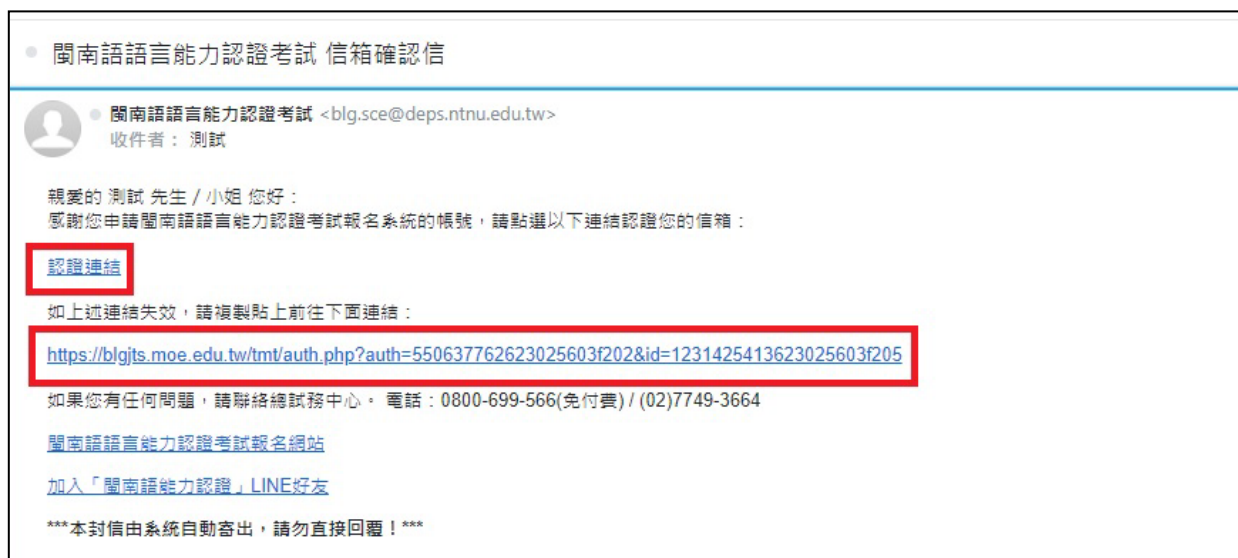 閩南語語言能力認證考試 信箱確認信
閩南語語言能力認證考試 <blg.sce@deps.ntnu.edu.tw>
收件者： 測試
親愛的 測試 先生 / 小姐 您好：
感謝您申請閩南語語言能力認證考試報名系統的帳號，請點選以下連結認證您的信箱：
認證連結
如上述連結失效，請複製貼上前往下面連結：
https://blgjts.moe.edu.tw/tmt/auth.php?auth=550637762623025603f202&id=1231425413623025603f205
如果您有任何問題，請聯絡總試務中心。 電話：0800-699-566(免付費) / (02)7749-3664
閩南語語言能力認證考試報名網站
加入「閩南語能力認證」LINE好友
***本封信由系統自動寄出，請勿直接回覆！***